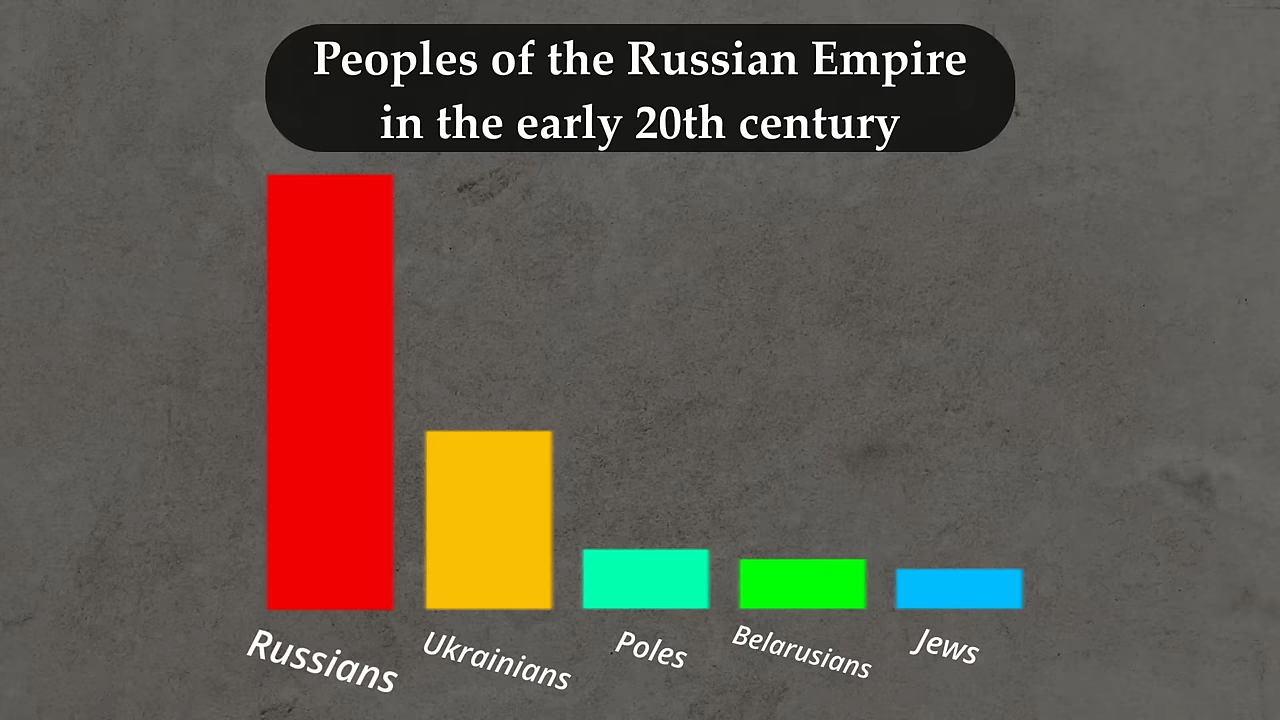 Peoples of the Russian Empire
in the early 20th century
Russians
Ukrainians
Poles
Belarusians
Jews